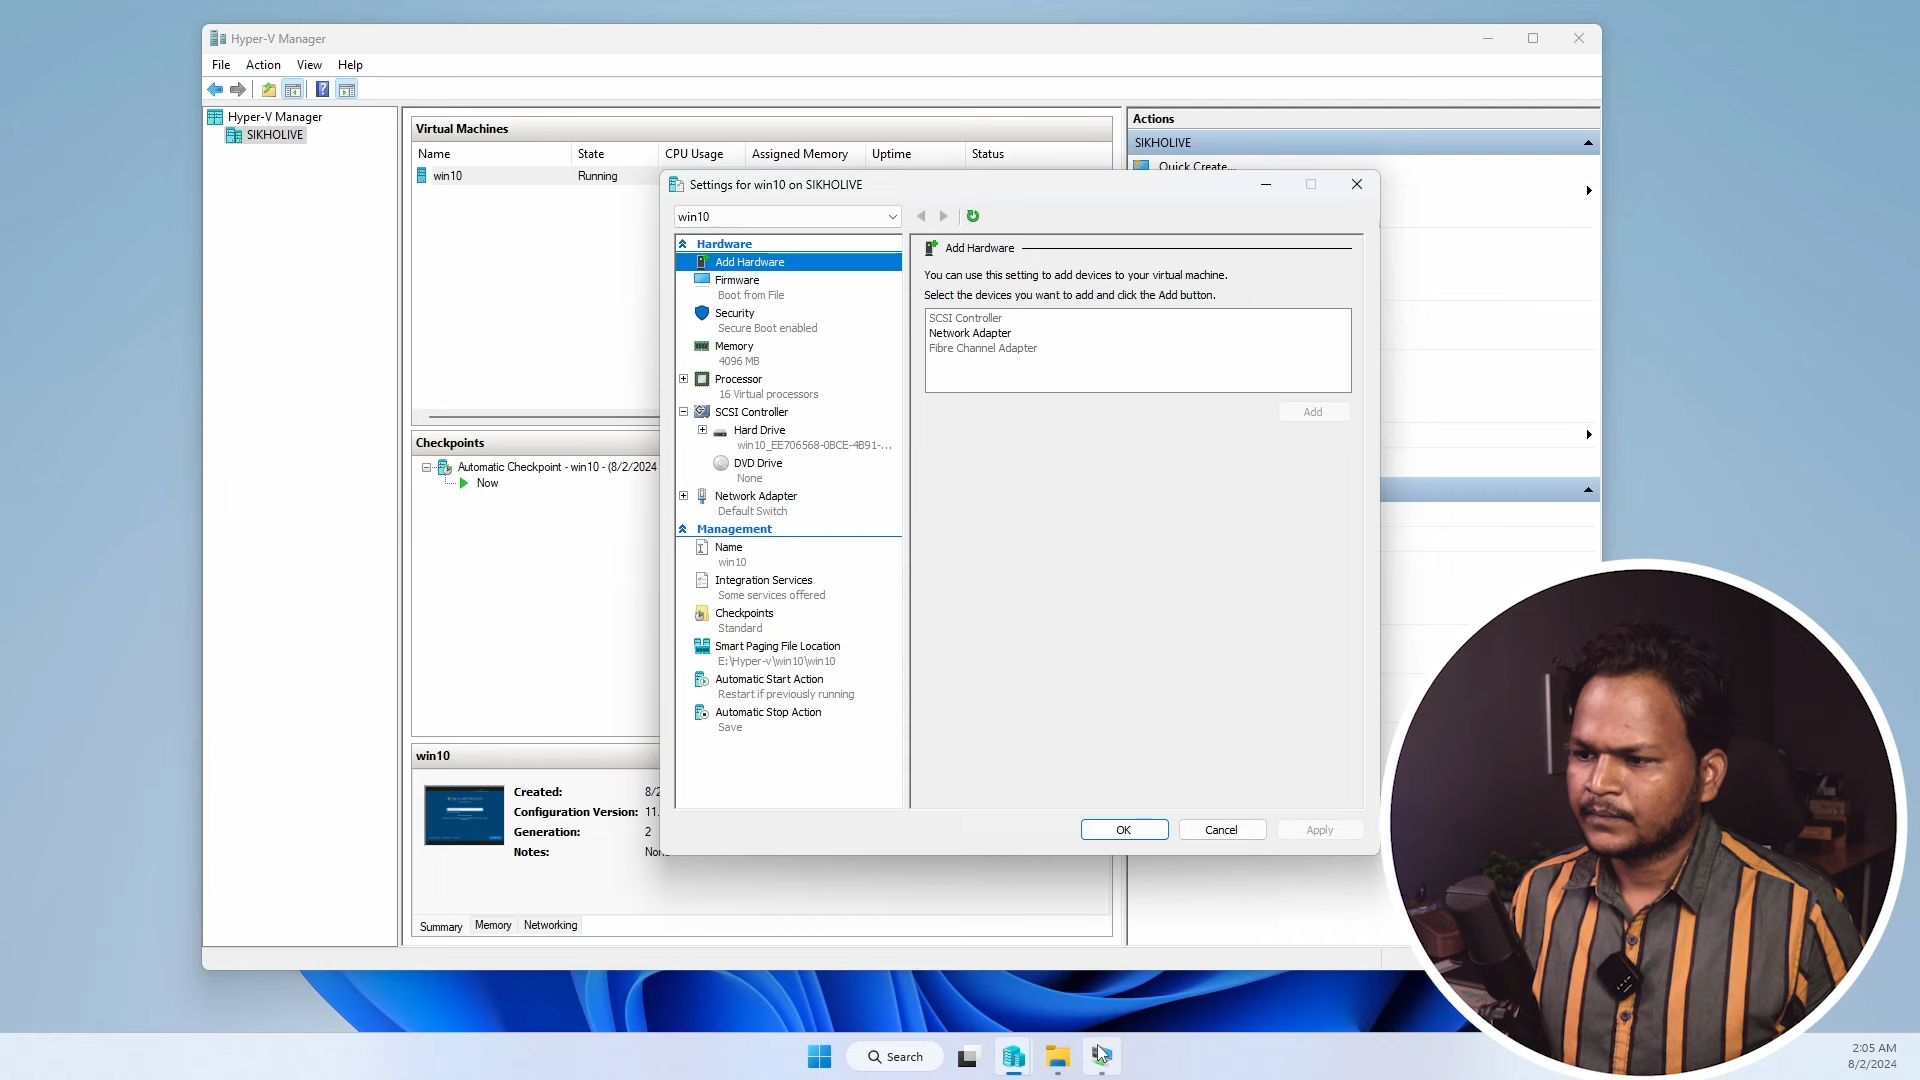 Hyper-V Manager
File Action View Help
Hyper-V Manager
SIKHOLIVE
Virtual Machines
Name State CPU Usage Assigned Memory Uptime Status
win10 Running
Checkpoints
Automatic Checkpoint - win10 - (8/2/2024
Now
win10
Created: 8/2
Configuration Version: 11.
Generation: 2
Notes: Non
Summary Memory Networking
Actions
SIKHOLIVE
Quick Create...
Settings for win10 on SIKHOLIVE
win10
Hardware
Add Hardware
Firmware
Boot from File
Security
Secure Boot enabled
Memory
4096 MB
Processor
16 Virtual processors
SCSI Controller
Hard Drive
win10_EE706568-0BCE-4B91-...
DVD Drive
None
Network Adapter
Default Switch
Management
Name
win10
Integration Services
Some services offered
Checkpoints
Standard
Smart Paging File Location
E:\Hyper-v\win10\win10
Automatic Start Action
Restart if previously running
Automatic Stop Action
Save
Add Hardware
You can use this setting to add devices to your virtual machine.
Select the devices you want to add and click the Add button.
SCSI Controller
Network Adapter
Fibre Channel Adapter
Add
OK Cancel Apply
Search
2:05 AM
8/2/2024